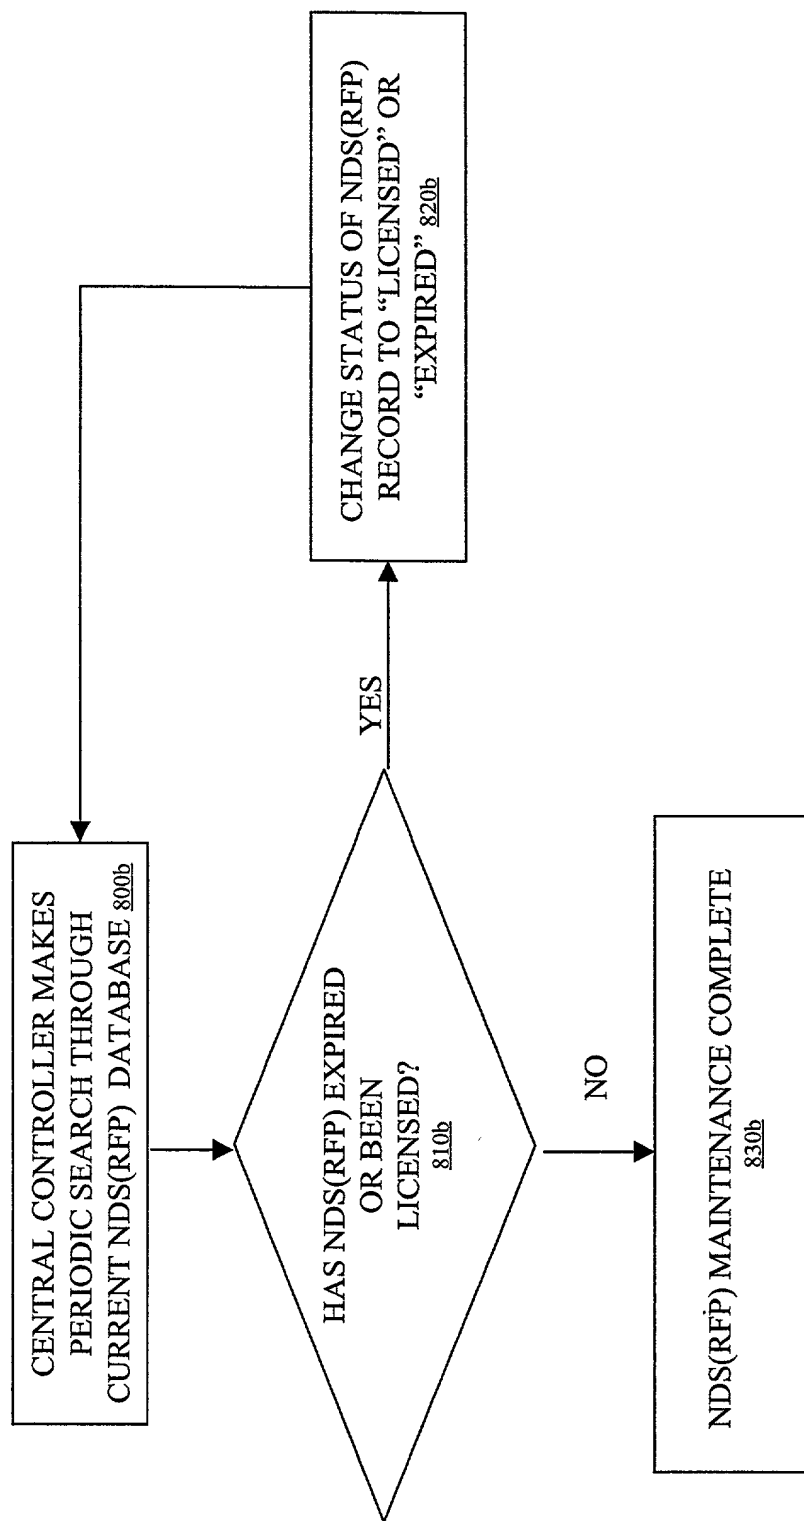 CENTRAL CONTROLLER MAKES
PERIODIC SEARCH THROUGH
CURRENT NDS(RFP) DATABASE 800b
HAS NDS(RFP) EXPIRED
OR BEEN
LICENSED?
810b
YES
CHANGE STATUS OF NDS(RFP)
RECORD TO “LICENSED” OR
“EXPIRED” 820b
NO
NDS(RFP) MAINTENANCE COMPLETE
830b